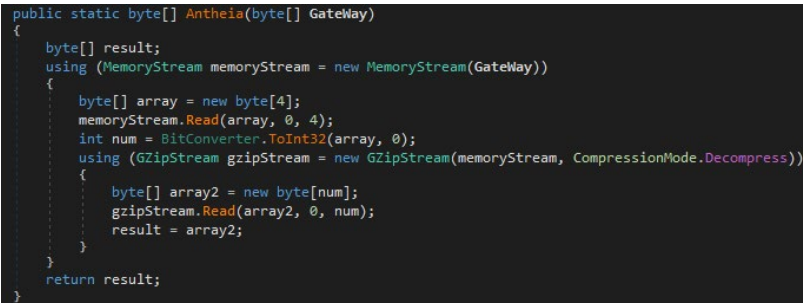 public static byte[] Antheia(byte[] GateWay)
{
    byte[] result;
    using (MemoryStream memoryStream = new MemoryStream(GateWay))
    {
        byte[] array = new byte[4];
        memoryStream.Read(array, 0, 4);
        int num = BitConverter.ToInt32(array, 0);
        using (GZipStream gzipStream = new GZipStream(memoryStream, CompressionMode.Decompress))
        {
            byte[] array2 = new byte[num];
            gzipStream.Read(array2, 0, num);
            result = array2;
        }
    }
    return result;
}